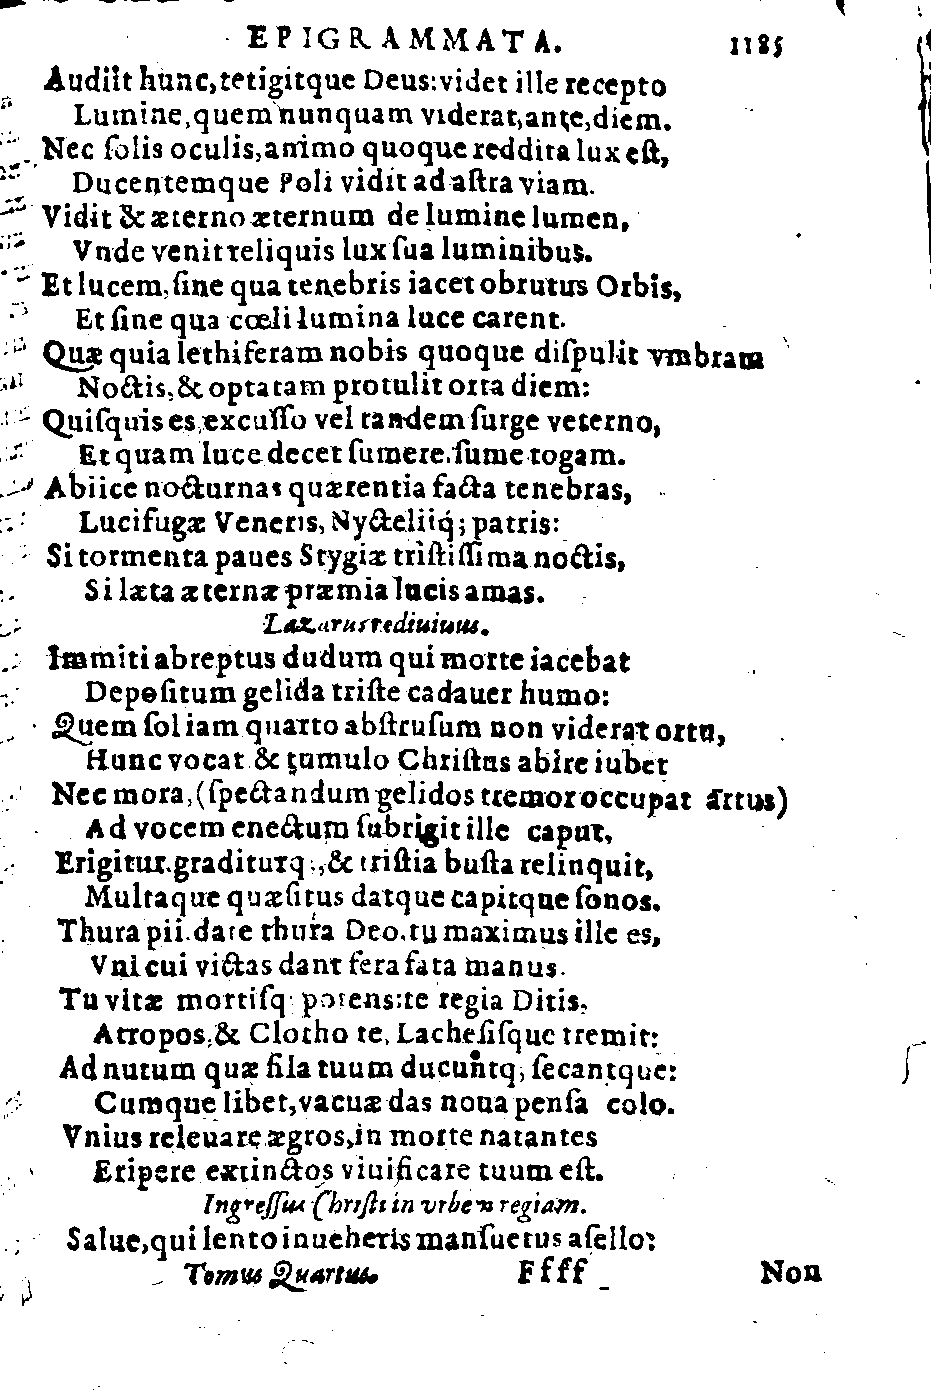 EPIGRAMMATA. 1185
Audiit hunc, tetigitque Deus: videt ille recepto
Lumine, quem nunquam viderat, ante, diem.
Nec ſolis oculis, animo quoque reddita lux eſt,
Ducentemque Poli vidit ad aſtra viam.
Vidit & æterno æternum de lumine lumen,
Vnde venit reliquis lux ſua luminibus.
Et lucem, ſine qua tenebris iacet obrutus Orbis,
Et ſine qua cœli lumina luce carent.
Quæ quia lethiferam nobis quoque diſpulit vmbram
Noctis, & optatam protulit orta diem:
Quiſquis es, excuſſo vel tandem ſurge veterno,
Et quam luce decet ſumere, ſume togam.
Abiice nocturnas quærentia facta tenebras,
Lucifugæ Veneris, Nycteliiq́; patris:
Si tormenta paues Stygiæ triſtiſſima noctis,
Si læta æternæ præmia lucis amas.
Lazarus rediuiuus.
Immiti abreptus dudum qui morte iacebat
Depoſitum gelida triſte cadauer humo:
Quem ſol iam quarto abſtruſum non viderat ortu,
Hunc vocat & tumulo Chriſtus abire iubet
Nec mora, (ſpectandum gelidos tremor occupat artus)
Ad vocem enectum ſubrigit ille caput,
Erigitur. graditurq;, & triſtia buſta relinquit,
Multaque quæſitus datque capitque ſonos.
Thura pii. date thura Deo. tu maximus ille es,
Vni cui victas dant fera fata manus.
Tu vitæ mortiſq; potens: te regia Ditis,
Atropos, & Clotho te, Lacheſiſque tremit:
Ad nutum quæ fila tuum ducuntq; ſecantque:
Cumque libet, vacuæ das noua penſa colo.
Vnius releuare ægros, in morte natantes
Eripere extinctos viuificare tuum eſt.
Ingreſſus Chriſti in vrbem regiam.
Salue, qui lento inueheris manſuetus aſello:
Tomus Quartus. Ffff Non